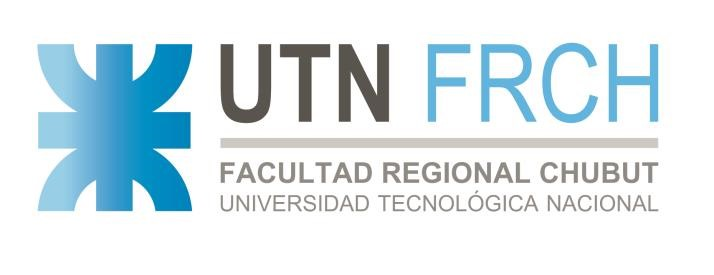 UTN FRCH
FACULTAD REGIONAL CHUBUT
UNIVERSIDAD TECNOLÓGICA NACIONAL